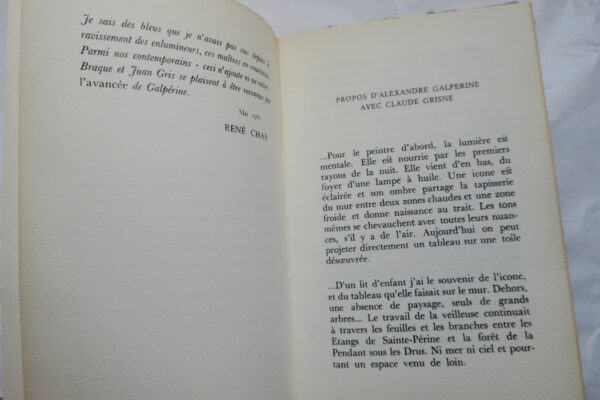 Je sais des bleus que je n'avais pas vus depuis le
ravissement des enlumineurs, ces maîtres en
Parmi nos contemporains - ceci n'ajoute ni ne retire -
Braque et Juan Gris se plaisent à être reconnus par
l'avancée de Galpérine.
Mai 198
RENÉ CHAR
PROPOS D'ALEXANDRE GALPERINE
AVEC CLAUDE GRISNE
...Pour le peintre d'abord, la lumière est
mentale. Elle est nourrie par les premiers
rayons de la nuit. Elle vient d'en bas, du
foyer d'une lampe à huile. Une icone est
éclairée et son ombre partage la tapisserie
du mur entre deux zones chaudes et une zone
froide et donne naissance au trait. Les tons
mêmes se chevauchent avec toutes leurs nuan-
ces, s'il y a de l'air. Aujourd'hui on peut
projeter directement un tableau sur une toile
désœuvrée.
...D'un lit d'enfant j'ai le souvenir de l'icone,
et du tableau qu'elle faisait sur le mur. Dehors,
une absence de paysage, seuls de grands
arbres... Le travail de la veilleuse continuait
à travers les feuilles et les branches entre les
Etangs de Sainte-Périne et la forêt de la
Pendant sous les Drus. Ni mer ni ciel et pour-
tant un espace venu de loin.